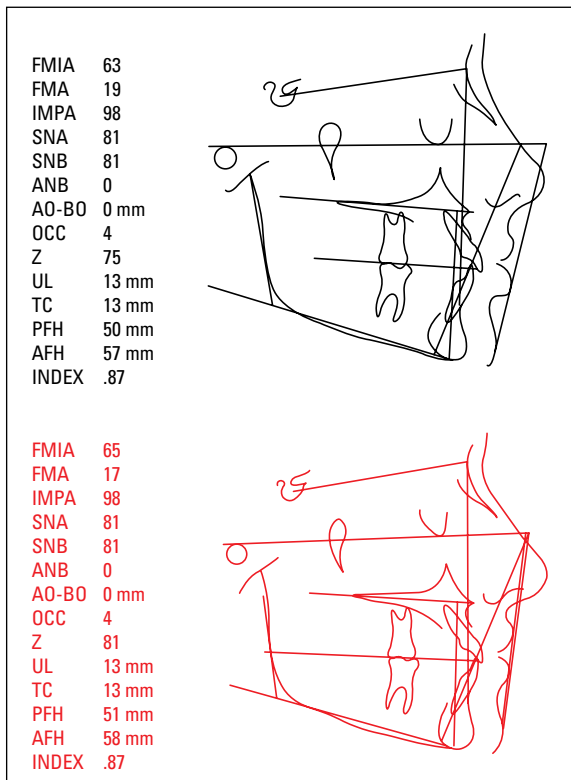 FMIA 63
FMA 19
IMPA 98
SNA 81
SNB 81
ANB 0
AO-BO 0 mm
OCC 4
Z 75
UL 13 mm
TC 13 mm
PFH 50 mm
AFH 57 mm
INDEX .87
FMIA 65
FMA 17
IMPA 98
SNA 81
SNB 81
ANB 0
AO-BO 0 mm
OCC 4
Z 81
UL 13 mm
TC 13 mm
PFH 51 mm
AFH 58 mm
INDEX .87